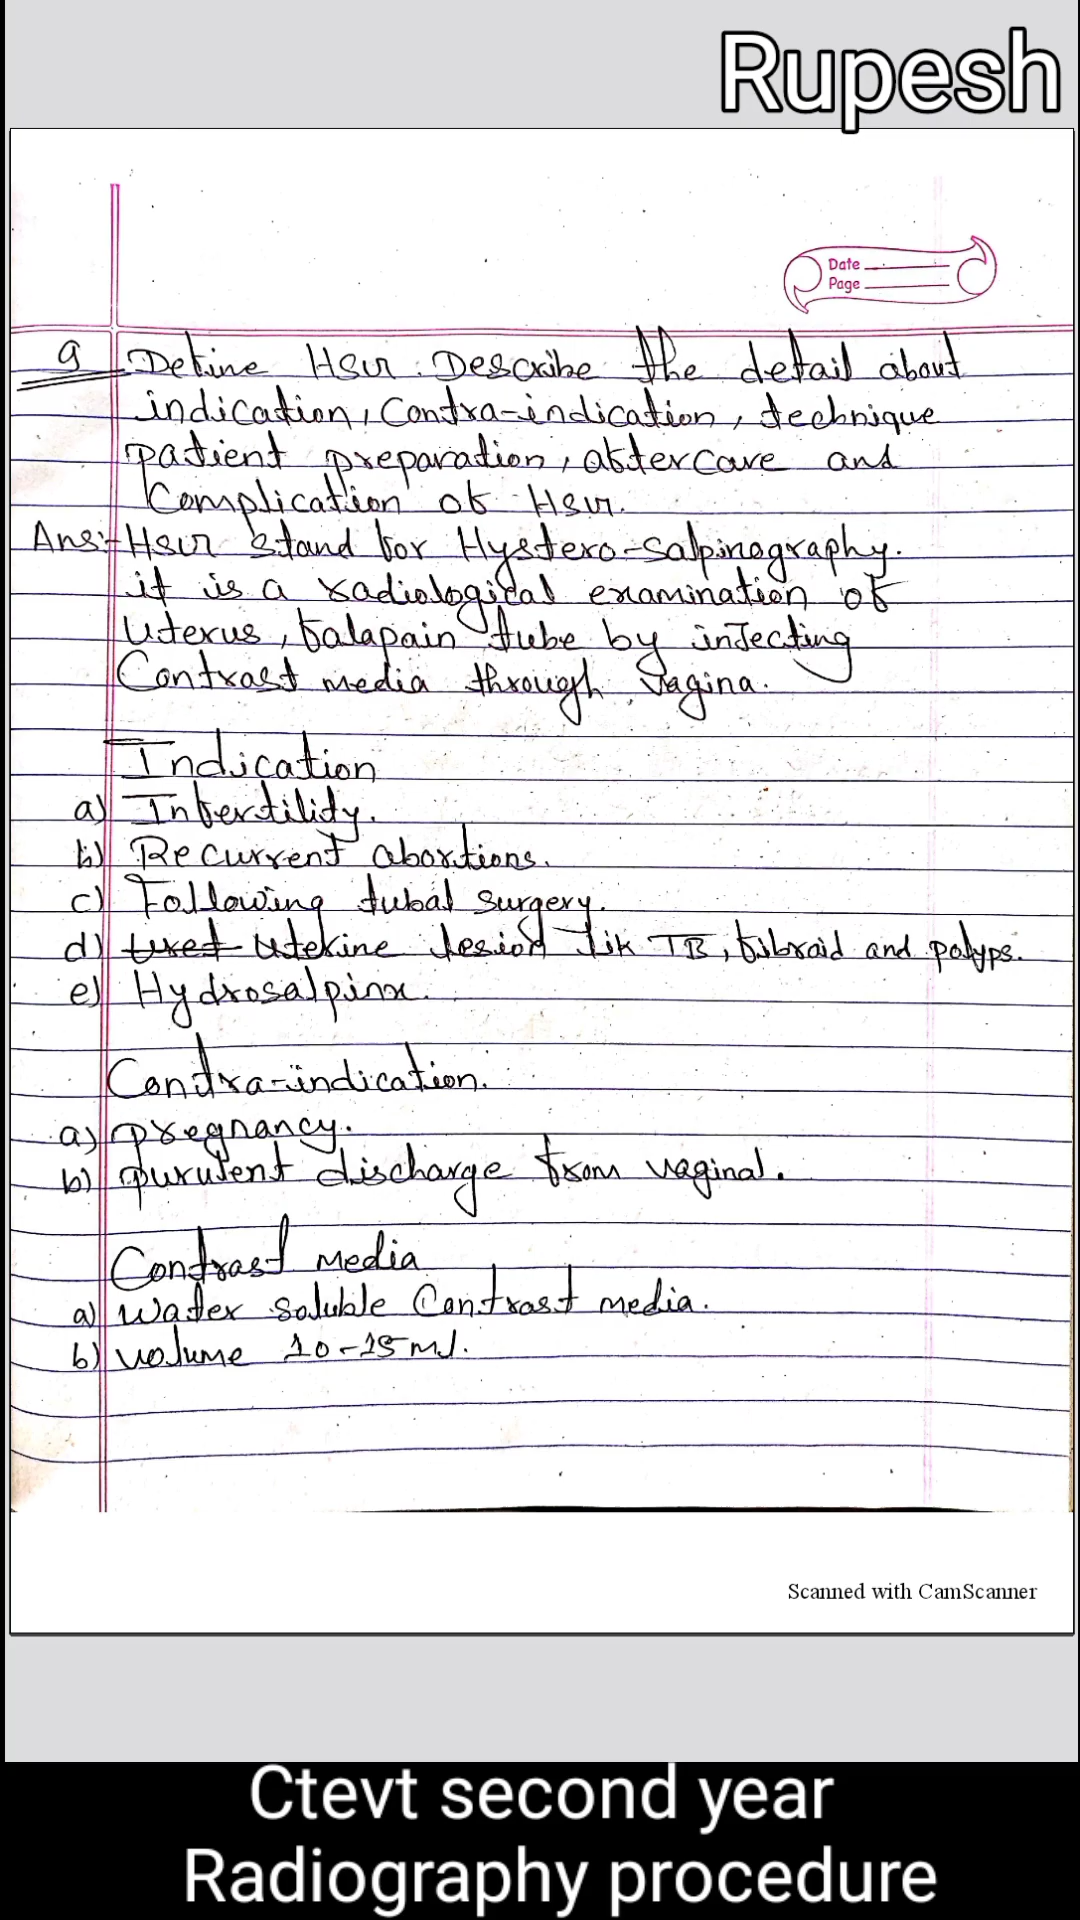 Rupesh
Date
Page
9 Define HSG. Describe the detail about
indication, Contra-indication, technique
patient preparation, aftercare and
Complication of HSG.
Ans:- HSG stand for Hystero-salpinography.
it is a radiological examination of
Uterus, falapain tube by injecting
Contrast media through vagina.
Indication
a) Infertility.
b) Recurrent abortions.
c) Following tubal surgery.
d) Uterine lesion lik TB, fibraid and polyps.
e) Hydrosalpinx.
Contra-indication.
a) pregnancy.
b) purulent discharge from vaginal.
Contrast media
a) water soluble Contrast media.
b) volume 10-15 ml.
Scanned with CamScanner
Ctevt second year
Radiography procedure